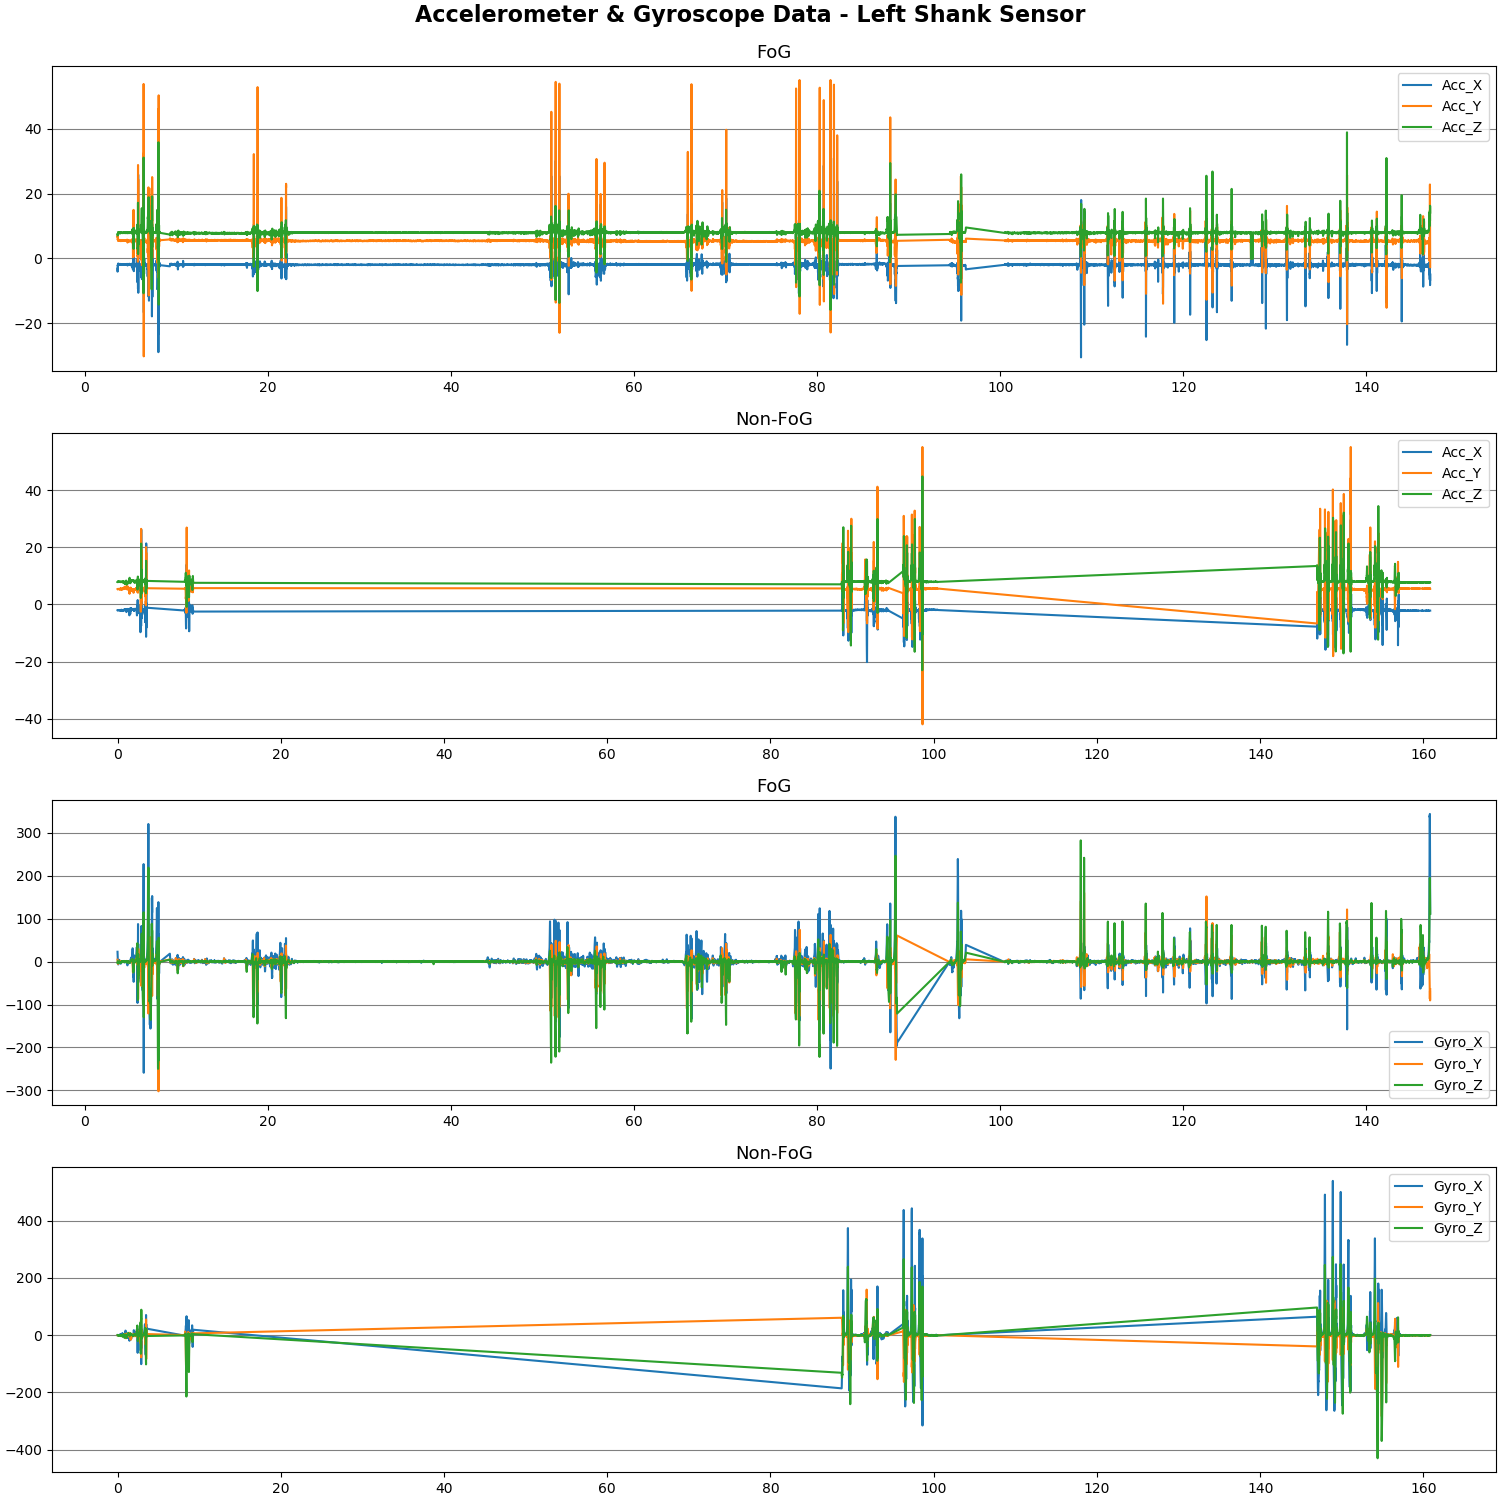 Accelerometer & Gyroscope Data - Left Shank Sensor
FoG
Acc_X
Acc_Y
Acc_Z
40
20
0
−20
0 20 40 60 80 100 120 140
Non-FoG
Acc_X
Acc_Y
Acc_Z
40
20
0
−20
−40
0 20 40 60 80 100 120 140 160
FoG
300
200
100
0
−100
−200
−300
Gyro_X
Gyro_Y
Gyro_Z
0 20 40 60 80 100 120 140
Non-FoG
Gyro_X
Gyro_Y
Gyro_Z
400
200
0
−200
−400
0 20 40 60 80 100 120 140 160